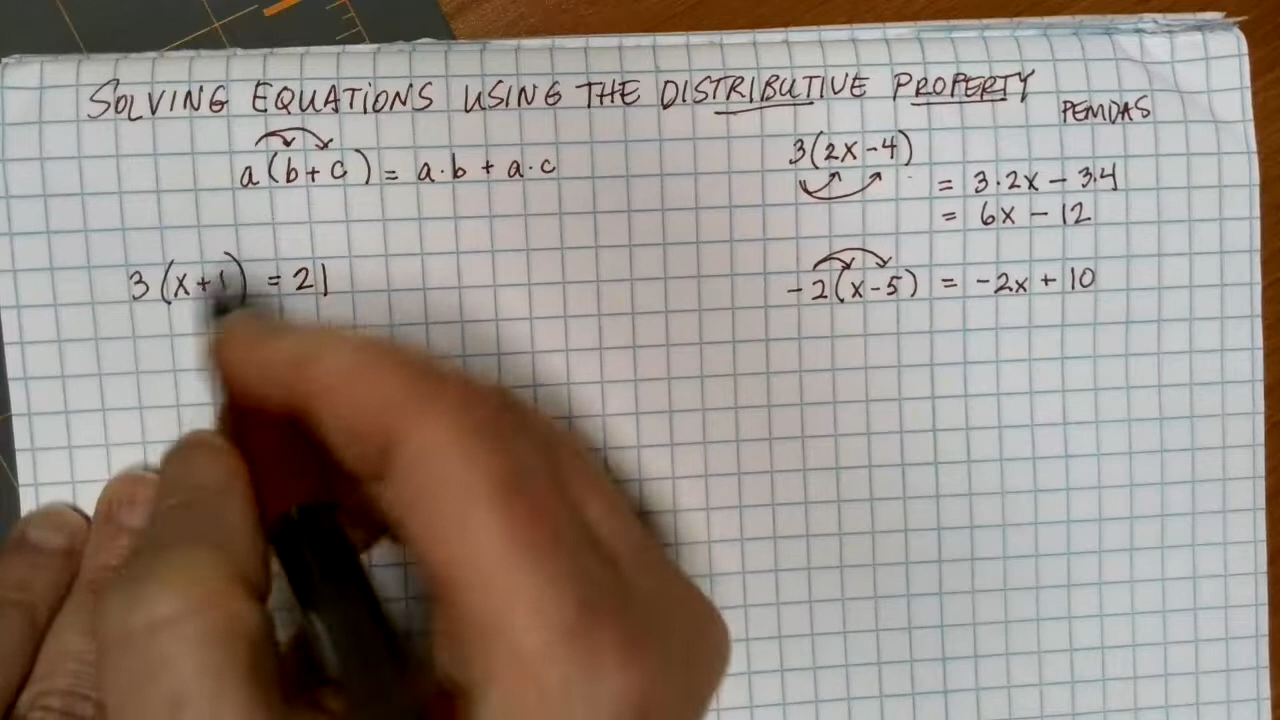 SOLVING EQUATIONS USING THE DISTRIBUTIVE PROPERTY
PEMDAS
a(b+c) = a·b + a·c
3(2x-4)
= 3·2x - 3·4
= 6x - 12
3(x+1) = 21
-2(x-5) = -2x + 10